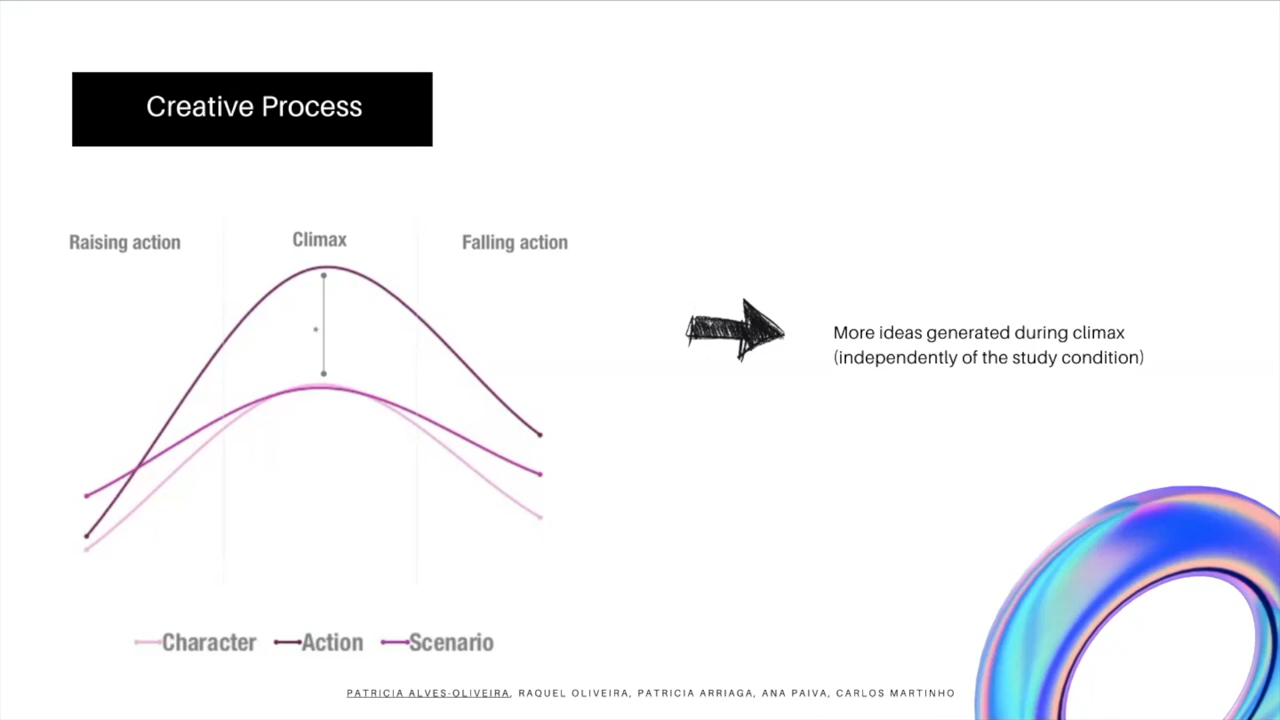 Creative Process
Raising action
Climax
Falling action
More ideas generated during climax
(independently of the study condition)
Character Action Scenario
PATRICIA ALVES-OLIVEIRA, RAQUEL OLIVEIRA, PATRICIA ARRIAGA, ANA PAIVA, CARLOS MARTINHO